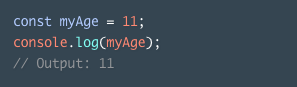 const myAge = 11;
console.log(myAge);
// Output: 11